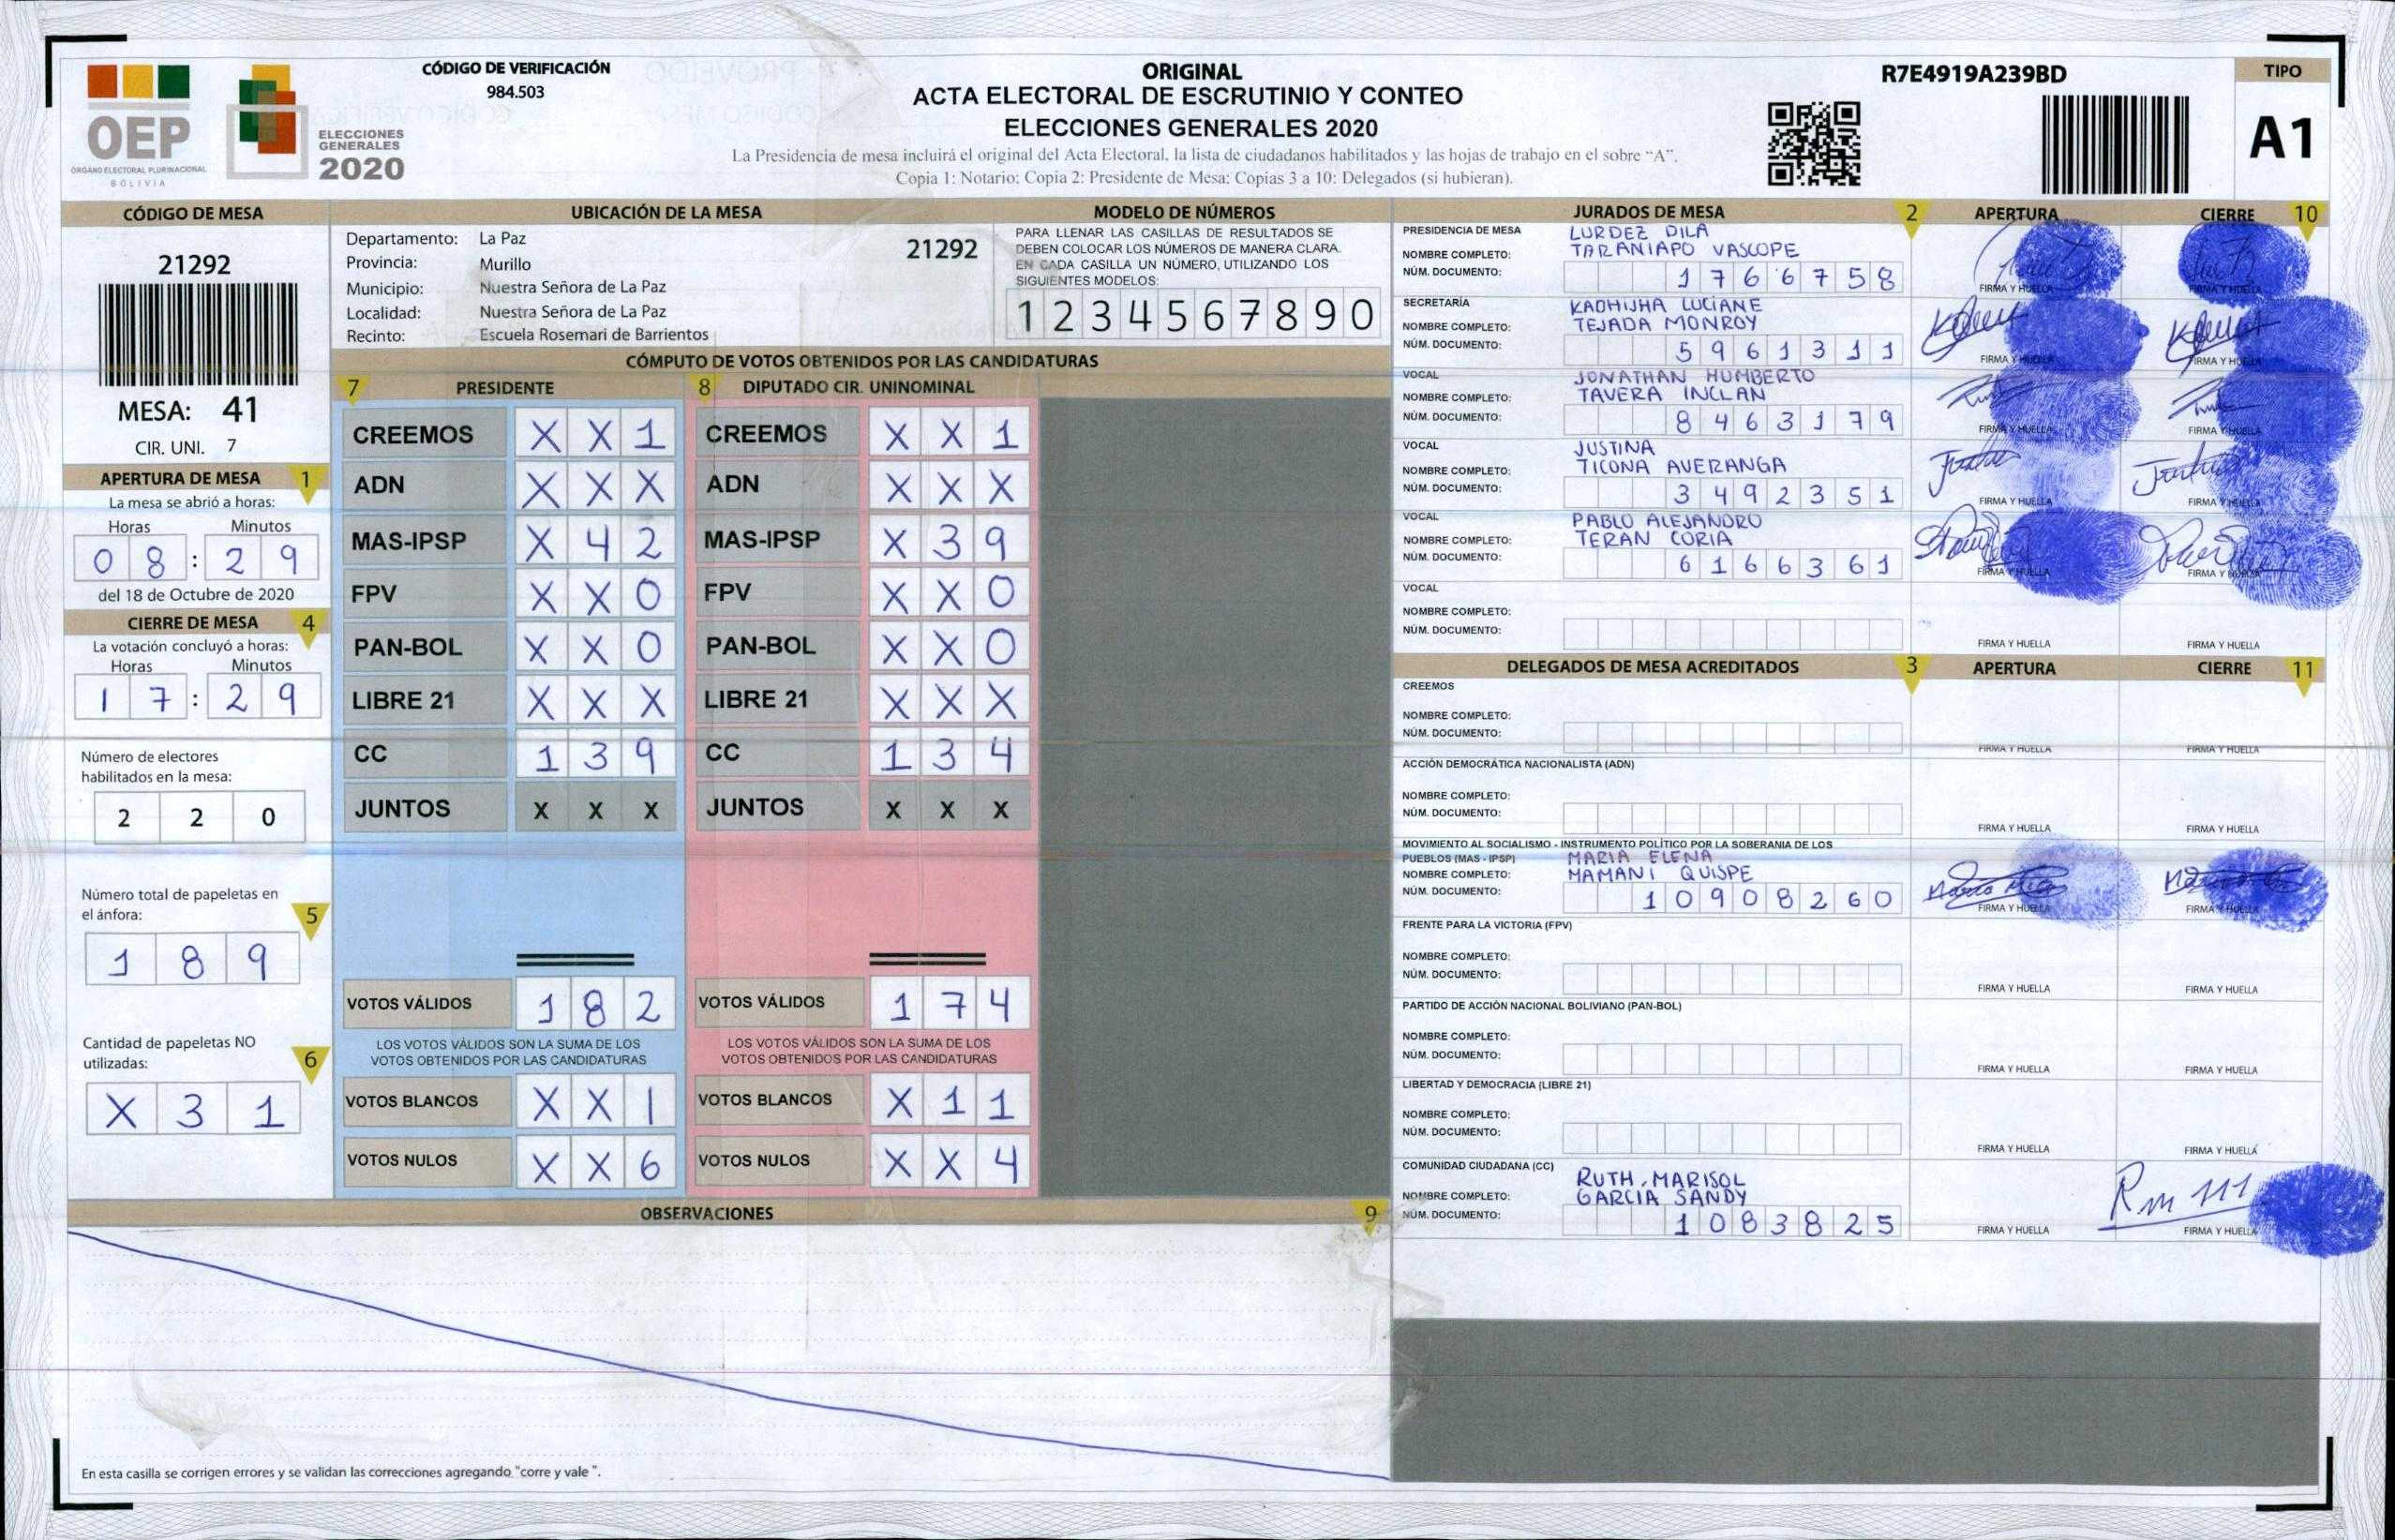 OEP
ÓRGANO ELECTORAL PLURINACIONAL
BOLIVIA
ELECCIONES
GENERALES
2020
CÓDIGO DE VERIFICACIÓN
984.503
ORIGINAL
ACTA ELECTORAL DE ESCRUTINIO Y CONTEO
ELECCIONES GENERALES 2020
La Presidencia de mesa incluirá el original del Acta Electoral, la lista de ciudadanos habilitados y las hojas de trabajo en el sobre "A".
Copia 1: Notario; Copia 2: Presidente de Mesa; Copias 3 a 10: Delegados (si hubieran).
R7E4919A239BD
TIPO
A1
CÓDIGO DE MESA
21292
MESA: 41
CIR. UNI. 7
APERTURA DE MESA 1
La mesa se abrió a horas:
Horas Minutos
0 8 : 2 9
del 18 de Octubre de 2020
CIERRE DE MESA 4
La votación concluyó a horas:
Horas Minutos
1 7 : 2 9
Número de electores
habilitados en la mesa:
2 2 0
Número total de papeletas en
el ánfora: 5
1 8 9
Cantidad de papeletas NO
utilizadas: 6
X 3 1
UBICACIÓN DE LA MESA
Departamento: La Paz
Provincia: Murillo
Municipio: Nuestra Señora de La Paz
Localidad: Nuestra Señora de La Paz
Recinto: Escuela Rosemari de Barrientos
21292
MODELO DE NÚMEROS
PARA LLENAR LAS CASILLAS DE RESULTADOS SE
DEBEN COLOCAR LOS NÚMEROS DE MANERA CLARA.
EN CADA CASILLA UN NÚMERO, UTILIZANDO LOS
SIGUIENTES MODELOS:
1 2 3 4 5 6 7 8 9 0
CÓMPUTO DE VOTOS OBTENIDOS POR LAS CANDIDATURAS
7 PRESIDENTE
CREEMOS X X 1
ADN X X X
MAS-IPSP X 4 2
FPV X X 0
PAN-BOL X X 0
LIBRE 21 X X X
CC 1 3 9
JUNTOS X X X
VOTOS VÁLIDOS 1 8 2
LOS VOTOS VÁLIDOS SON LA SUMA DE LOS
VOTOS OBTENIDOS POR LAS CANDIDATURAS
VOTOS BLANCOS X X 1
VOTOS NULOS X X 6
8 DIPUTADO CIR. UNINOMINAL
CREEMOS X X 1
ADN X X X
MAS-IPSP X 3 9
FPV X X 0
PAN-BOL X X 0
LIBRE 21 X X X
CC 1 3 4
JUNTOS X X X
VOTOS VÁLIDOS 1 7 4
LOS VOTOS VÁLIDOS SON LA SUMA DE LOS
VOTOS OBTENIDOS POR LAS CANDIDATURAS
VOTOS BLANCOS X 1 1
VOTOS NULOS X X 4
OBSERVACIONES 9
En esta casilla se corrigen errores y se validan las correcciones agregando "corre y vale ".
JURADOS DE MESA 2 APERTURA CIERRE 10
PRESIDENCIA DE MESA LURDEZ DILA
NOMBRE COMPLETO: TARANIAPO VASCOPE
NÚM. DOCUMENTO: 1 7 6 6 7 5 8
FIRMA Y HUELLA FIRMA Y HUELLA
SECRETARÍA KADHIJHA LUCIANE
NOMBRE COMPLETO: TEJADA MONROY
NÚM. DOCUMENTO: 5 9 6 1 3 1 1
FIRMA Y HUELLA FIRMA Y HUELLA
VOCAL JONATHAN HUMBERTO
NOMBRE COMPLETO: TAVERA INCLAN
NÚM. DOCUMENTO: 8 4 6 3 1 7 9
FIRMA Y HUELLA FIRMA Y HUELLA
VOCAL JUSTINA
NOMBRE COMPLETO: TICONA AVERANGA
NÚM. DOCUMENTO: 3 4 9 2 3 5 1
FIRMA Y HUELLA FIRMA Y HUELLA
VOCAL PABLO ALEJANDRO
NOMBRE COMPLETO: TERAN CORIA
NÚM. DOCUMENTO: 6 1 6 6 3 6 1
FIRMA Y HUELLA FIRMA Y HUELLA
VOCAL
NOMBRE COMPLETO:
NÚM. DOCUMENTO:
FIRMA Y HUELLA FIRMA Y HUELLA
DELEGADOS DE MESA ACREDITADOS 3 APERTURA CIERRE 11
CREEMOS
NOMBRE COMPLETO:
NÚM. DOCUMENTO:
FIRMA Y HUELLA FIRMA Y HUELLA
ACCIÓN DEMOCRÁTICA NACIONALISTA (ADN)
NOMBRE COMPLETO:
NÚM. DOCUMENTO:
FIRMA Y HUELLA FIRMA Y HUELLA
MOVIMIENTO AL SOCIALISMO - INSTRUMENTO POLÍTICO POR LA SOBERANIA DE LOS
PUEBLOS (MAS - IPSP) MARIA ELENA
NOMBRE COMPLETO: MAMANI QUISPE
NÚM. DOCUMENTO: 1 0 9 0 8 2 6 0
FIRMA Y HUELLA FIRMA Y HUELLA
FRENTE PARA LA VICTORIA (FPV)
NOMBRE COMPLETO:
NÚM. DOCUMENTO:
FIRMA Y HUELLA FIRMA Y HUELLA
PARTIDO DE ACCIÓN NACIONAL BOLIVIANO (PAN-BOL)
NOMBRE COMPLETO:
NÚM. DOCUMENTO:
FIRMA Y HUELLA FIRMA Y HUELLA
LIBERTAD Y DEMOCRACIA (LIBRE 21)
NOMBRE COMPLETO:
NÚM. DOCUMENTO:
FIRMA Y HUELLA FIRMA Y HUELLA
COMUNIDAD CIUDADANA (CC) RUTH MARISOL
NOMBRE COMPLETO: GARCIA SANDY
NÚM. DOCUMENTO: 1 0 8 3 8 2 5
FIRMA Y HUELLA FIRMA Y HUELLA